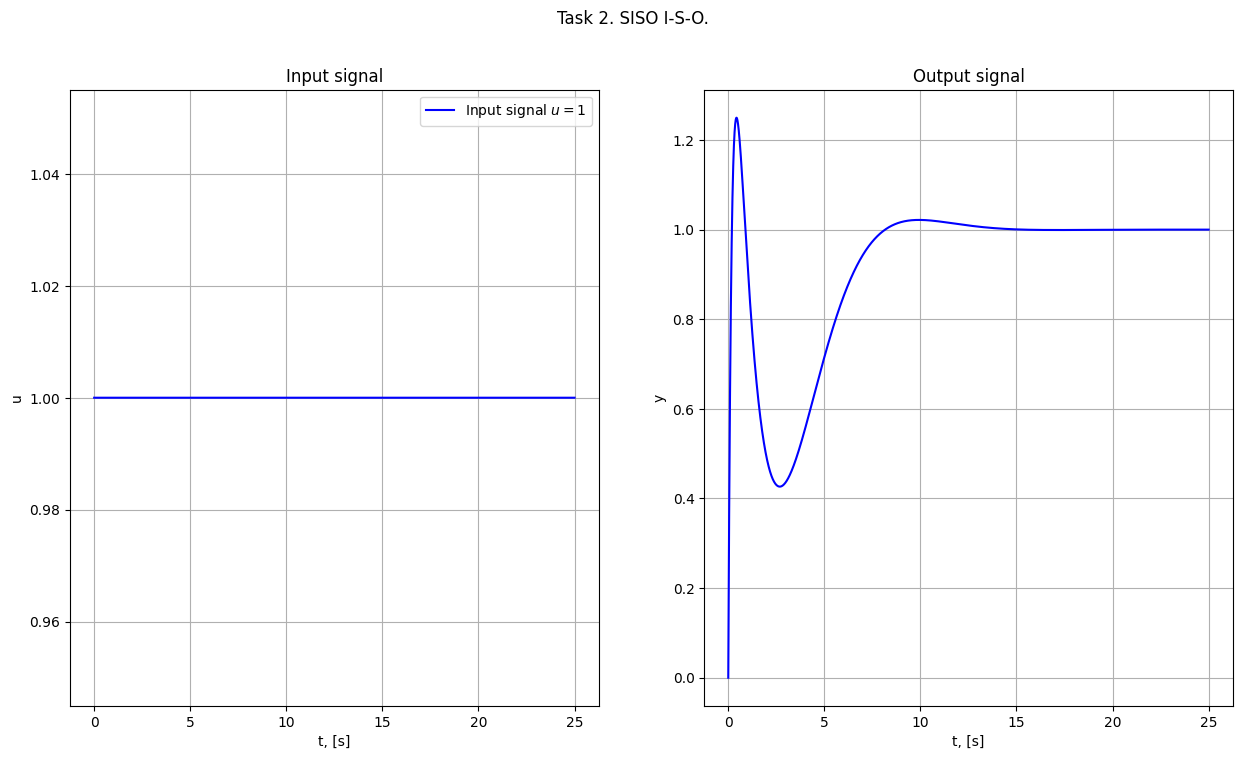 Task 2. SISO I-S-O.
Input signal
Input signal u = 1
1.04
1.02
1.00
0.98
0.96
u
0 5 10 15 20 25
t, [s]
Output signal
1.2
1.0
0.8
0.6
0.4
0.2
0.0
y
0 5 10 15 20 25
t, [s]